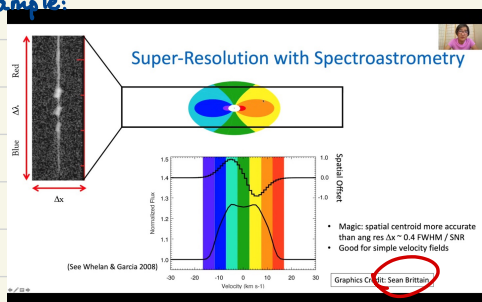 ample:
Super-Resolution with Spectroastrometry
Red
Δλ
Blue
Δx
1.5
1.4
1.3
1.2
1.1
1.0
Normalized Flux
1.0
0.0
-1.0
Spatial Offset
-30 -20 -10 0 10 20 30
Velocity (km s-1)
• Magic: spatial centroid more accurate
than ang res Δx ~ 0.4 FWHM / SNR
• Good for simple velocity fields
(See Whelan & Garcia 2008)
Graphics Credit: Sean Brittain